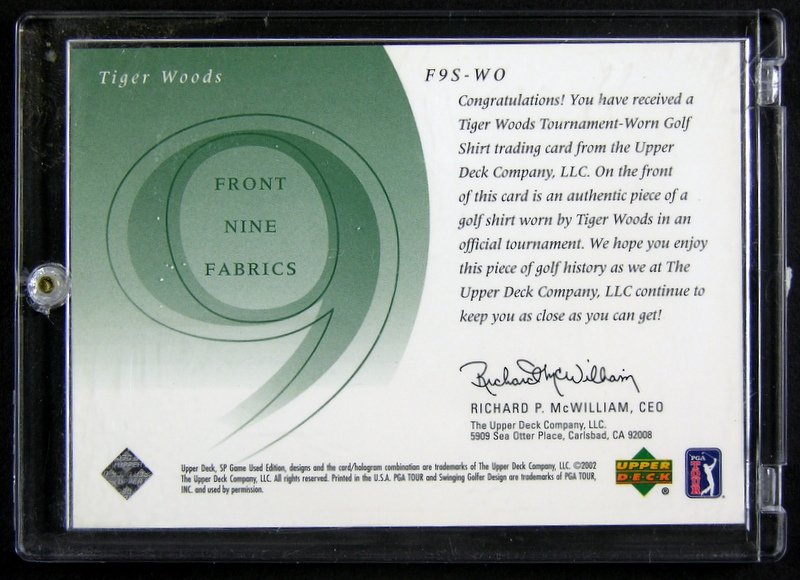 Tiger Woods
FRONT
NINE
FABRICS
F9S-WO
Congratulations! You have received a
Tiger Woods Tournament-Worn Golf
Shirt trading card from the Upper
Deck Company, LLC. On the front
of this card is an authentic piece of a
golf shirt worn by Tiger Woods in an
official tournament. We hope you enjoy
this piece of golf history as we at The
Upper Deck Company, LLC continue to
keep you as close as you can get!
Richard McWilliam
RICHARD P. McWILLIAM, CEO
The Upper Deck Company, LLC.
5909 Sea Otter Place, Carlsbad, CA 92008
Upper Deck, SP Game Used Edition, designs and the card/hologram combination are trademarks of The Upper Deck Company, LLC. ©2002
The Upper Deck Company, LLC. All rights reserved. Printed in the U.S.A. PGA TOUR and Swinging Golfer Design are trademarks of PGA TOUR,
INC. and used by permission.
UPPER
DECK
®
PGA
TOUR